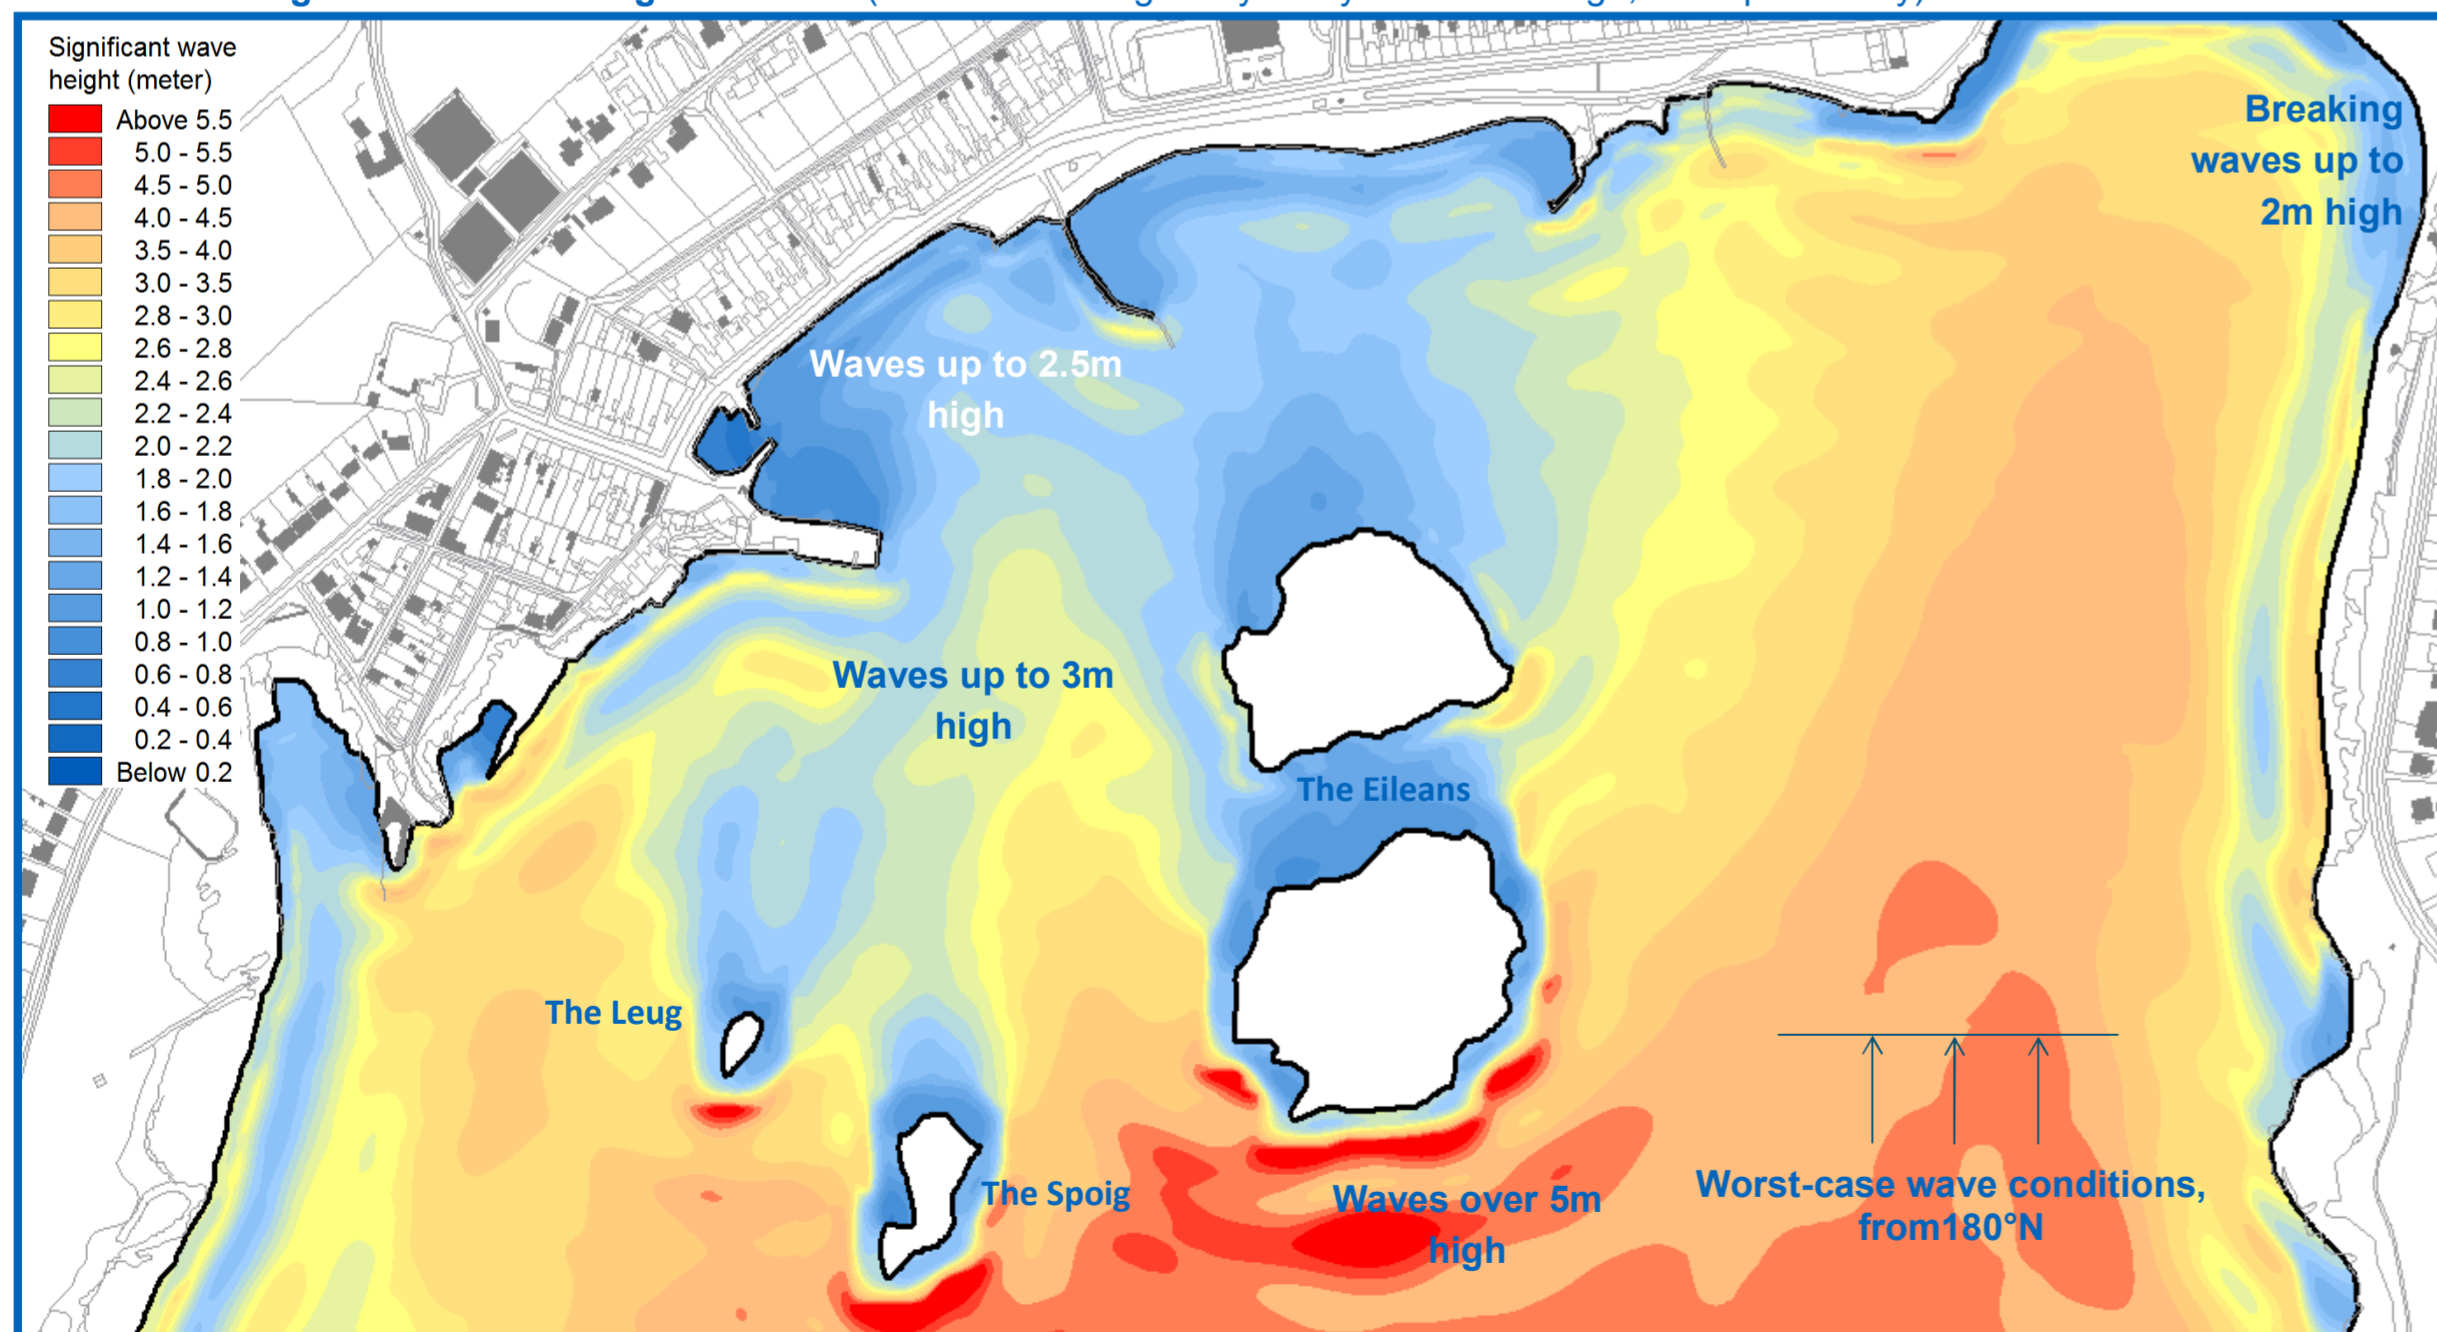 Significant wave
height (meter)
Above 5.5
5.0 - 5.5
4.5 - 5.0
4.0 - 4.5
3.5 - 4.0
3.0 - 3.5
2.8 - 3.0
2.6 - 2.8
2.4 - 2.6
2.2 - 2.4
2.0 - 2.2
1.8 - 2.0
1.6 - 1.8
1.4 - 1.6
1.2 - 1.4
1.0 - 1.2
0.8 - 1.0
0.6 - 0.8
0.4 - 0.6
0.2 - 0.4
Below 0.2
Breaking
waves up to
2m high
Waves up to 2.5m
high
Waves up to 3m
high
The Eileans
The Leug
The Spoig
Waves over 5m
high
Worst-case wave conditions,
from180°N